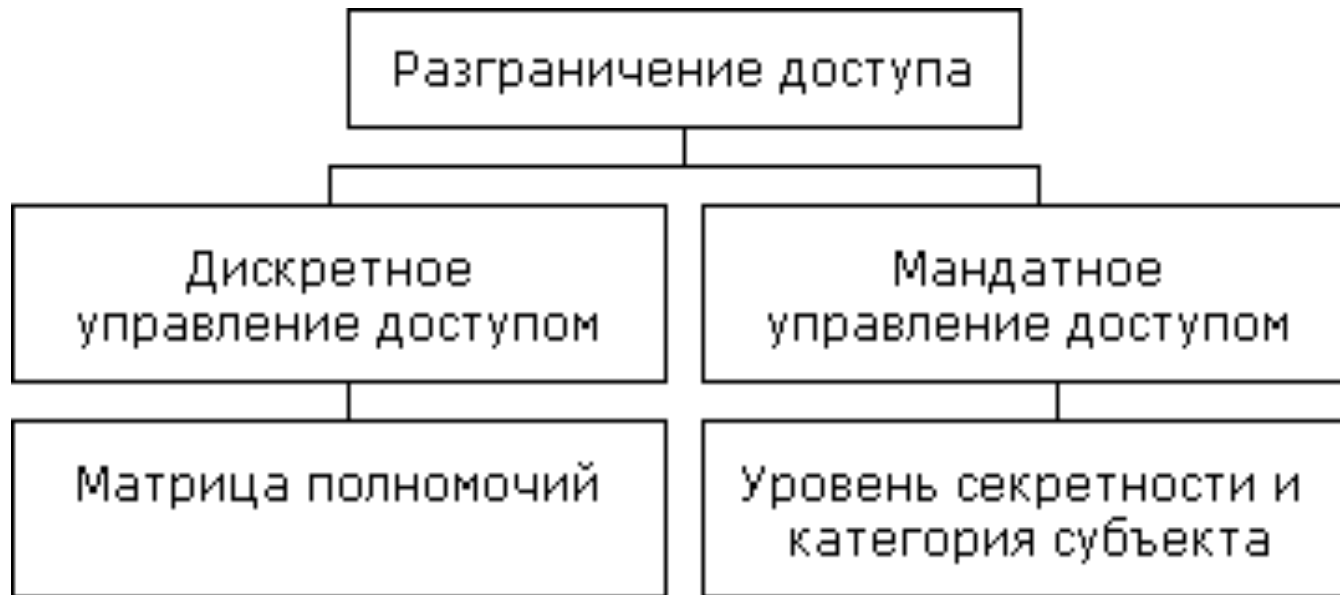 Разграничение доступа
Дискретное
управление доступом
Мандатное
управление доступом
Матрица полномочий
Уровень секретности и
категория субъекта